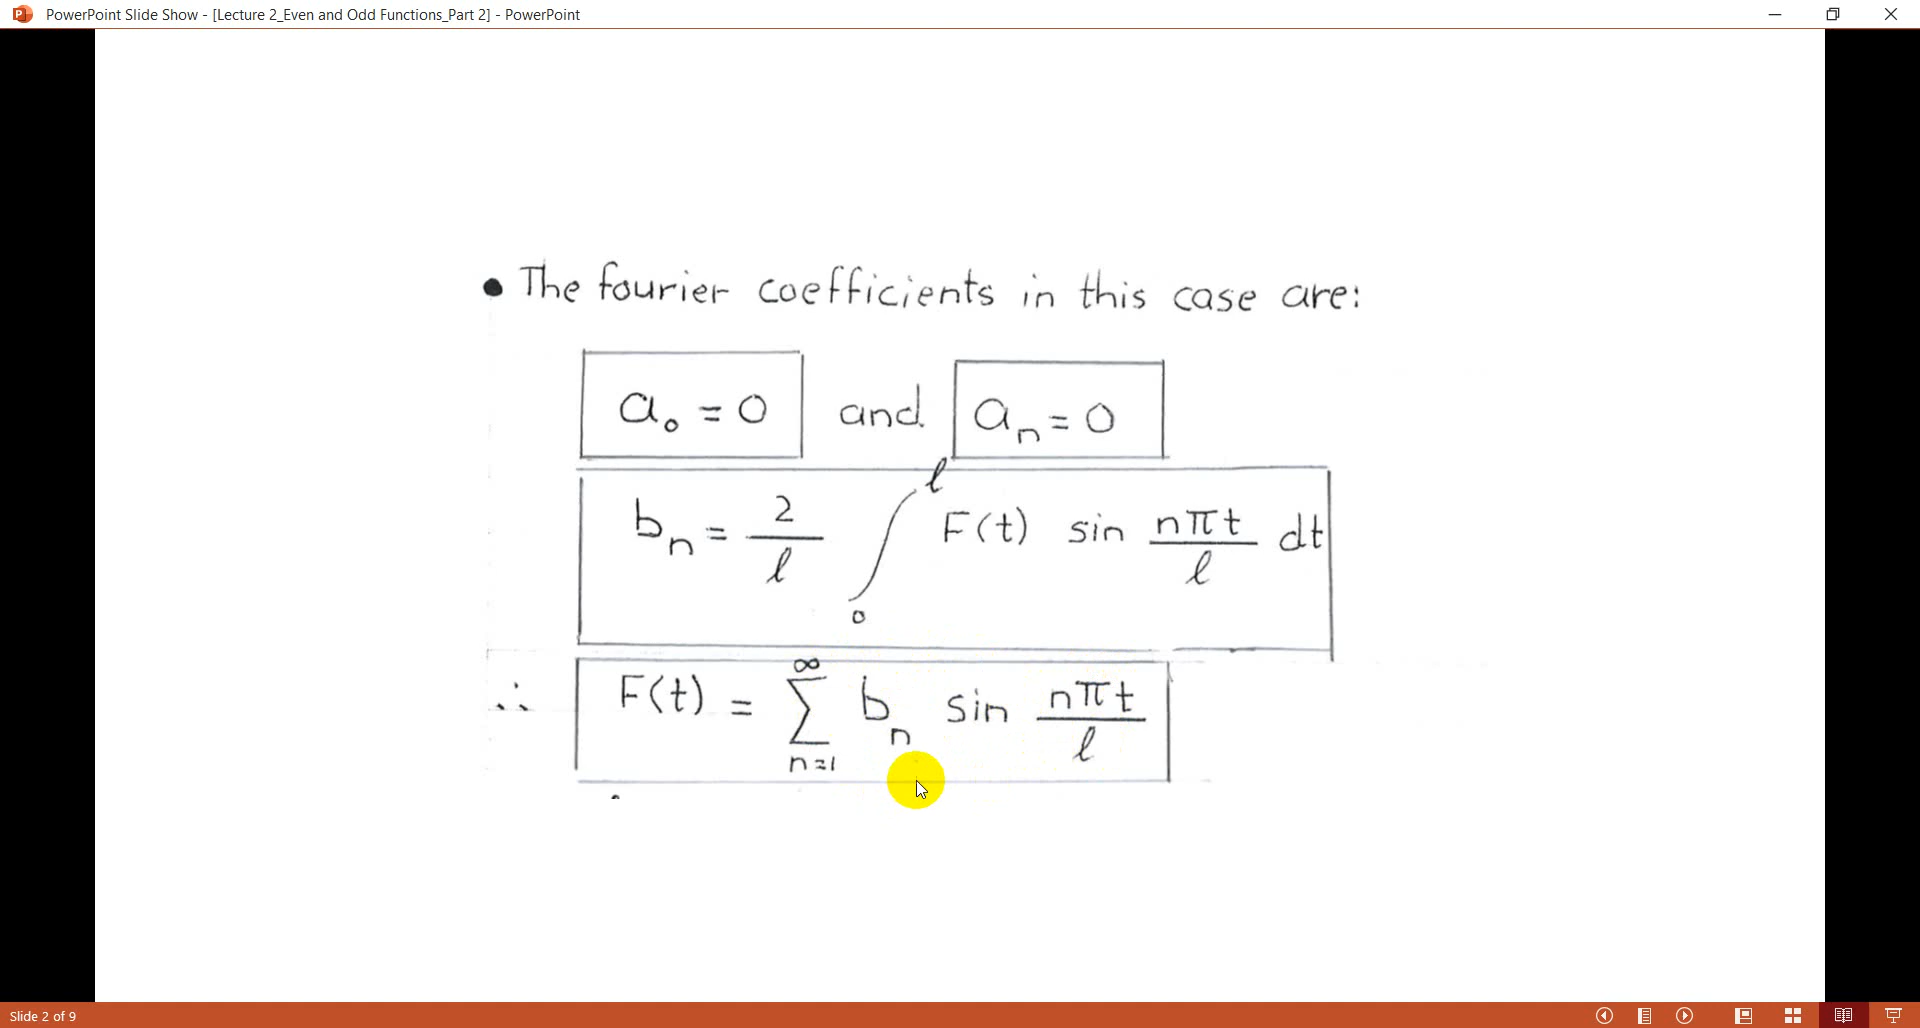 PowerPoint Slide Show - [Lecture 2_Even and Odd Functions_Part 2] - PowerPoint
• The fourier coefficients in this case are:
a₀ = 0 and aₙ = 0
bₙ = 2/ℓ ∫₀^ℓ F(t) sin nπt/ℓ dt
∴ F(t) = ∑ₙ₌₁^∞ bₙ sin nπt/ℓ
Slide 2 of 9